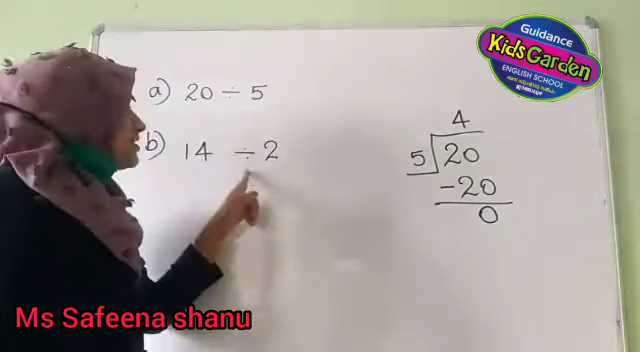 a) 20 ÷ 5
b) 14 ÷ 2
4
5 20
-20
0
Guidance
Kids Garden
ENGLISH SCHOOL
Ms Safeena shanu